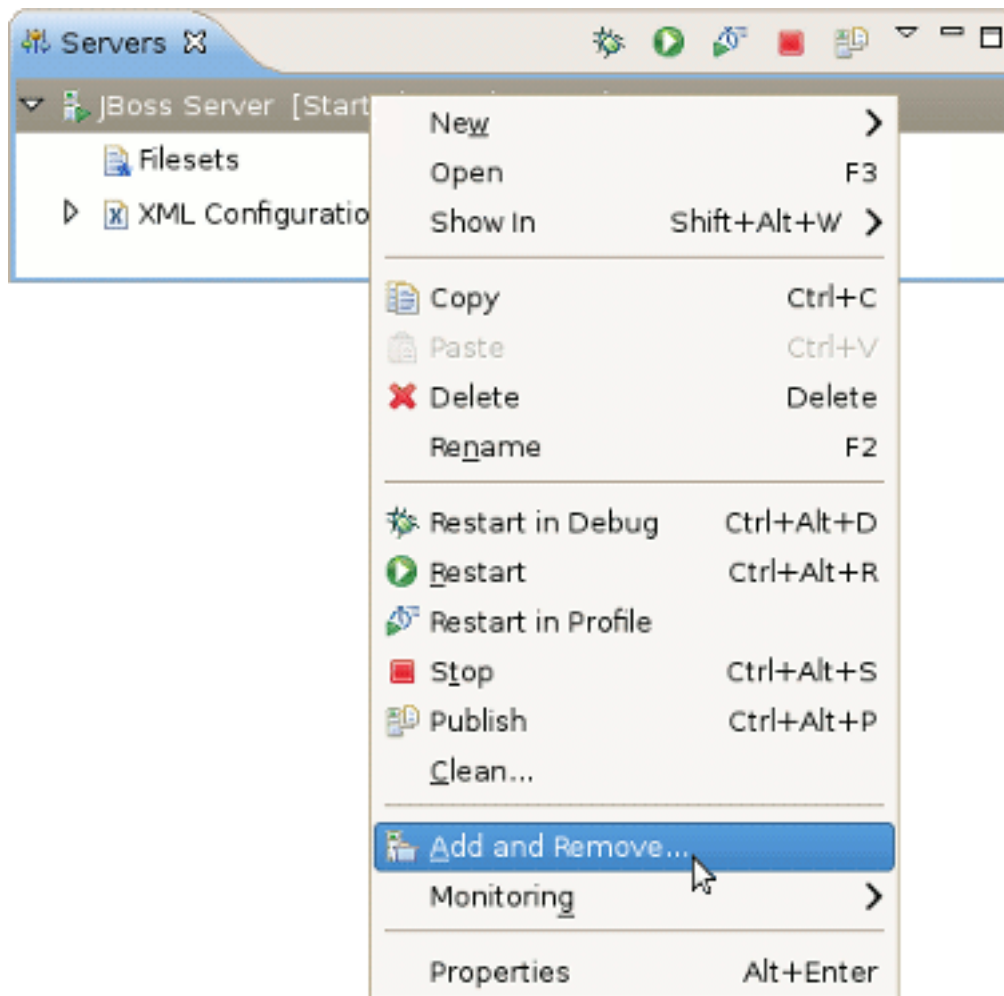 Servers
JBoss Server [Start
Filesets
XML Configuratio
New
Open F3
Show In Shift+Alt+W
Copy Ctrl+C
Paste Ctrl+V
Delete Delete
Rename F2
Restart in Debug Ctrl+Alt+D
Restart Ctrl+Alt+R
Restart in Profile
Stop Ctrl+Alt+S
Publish Ctrl+Alt+P
Clean...
Add and Remove...
Monitoring
Properties Alt+Enter